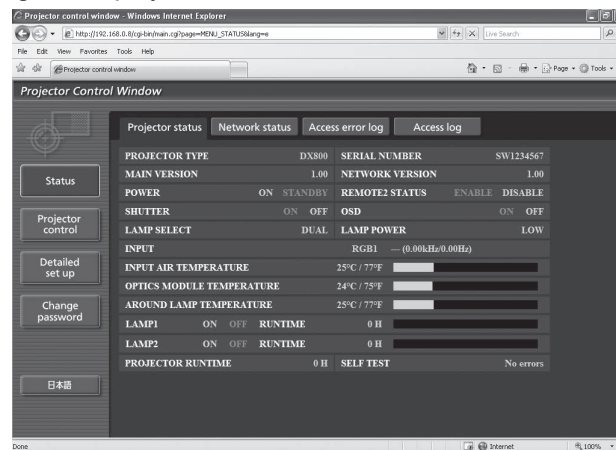 Projector control window - Windows Internet Explorer
http://192.168.0.8/cgi-bin/main.cgi?page=MENU_STATUS&lang=e
Live Search
File Edit View Favorites Tools Help
Projector control window
Page Tools
Projector Control Window
Projector status Network status Access error log Access log
Status
Projector control
Detailed set up
Change password
日本語
PROJECTOR TYPE DX800 SERIAL NUMBER SW1234567
MAIN VERSION 1.00 NETWORK VERSION 1.00
POWER ON STANDBY REMOTE2 STATUS ENABLE DISABLE
SHUTTER ON OFF OSD ON OFF
LAMP SELECT DUAL LAMP POWER LOW
INPUT RGB1 --- (0.00kHz/0.00Hz)
INPUT AIR TEMPERATURE 25°C / 77°F
OPTICS MODULE TEMPERATURE 24°C / 75°F
AROUND LAMP TEMPERATURE 25°C / 77°F
LAMP1 ON OFF RUNTIME 0 H
LAMP2 ON OFF RUNTIME 0 H
PROJECTOR RUNTIME 0 H SELF TEST No errors
Done Internet 100%